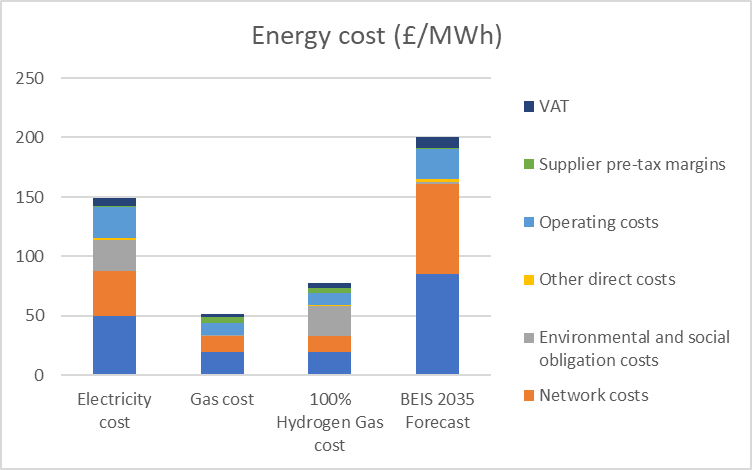 Energy cost (£/MWh)
250
200
150
100
50
0
Electricity
cost
Gas cost
100%
Hydrogen Gas
cost
BEIS 2035
Forecast
VAT
Supplier pre-tax margins
Operating costs
Other direct costs
Environmental and social
obligation costs
Network costs